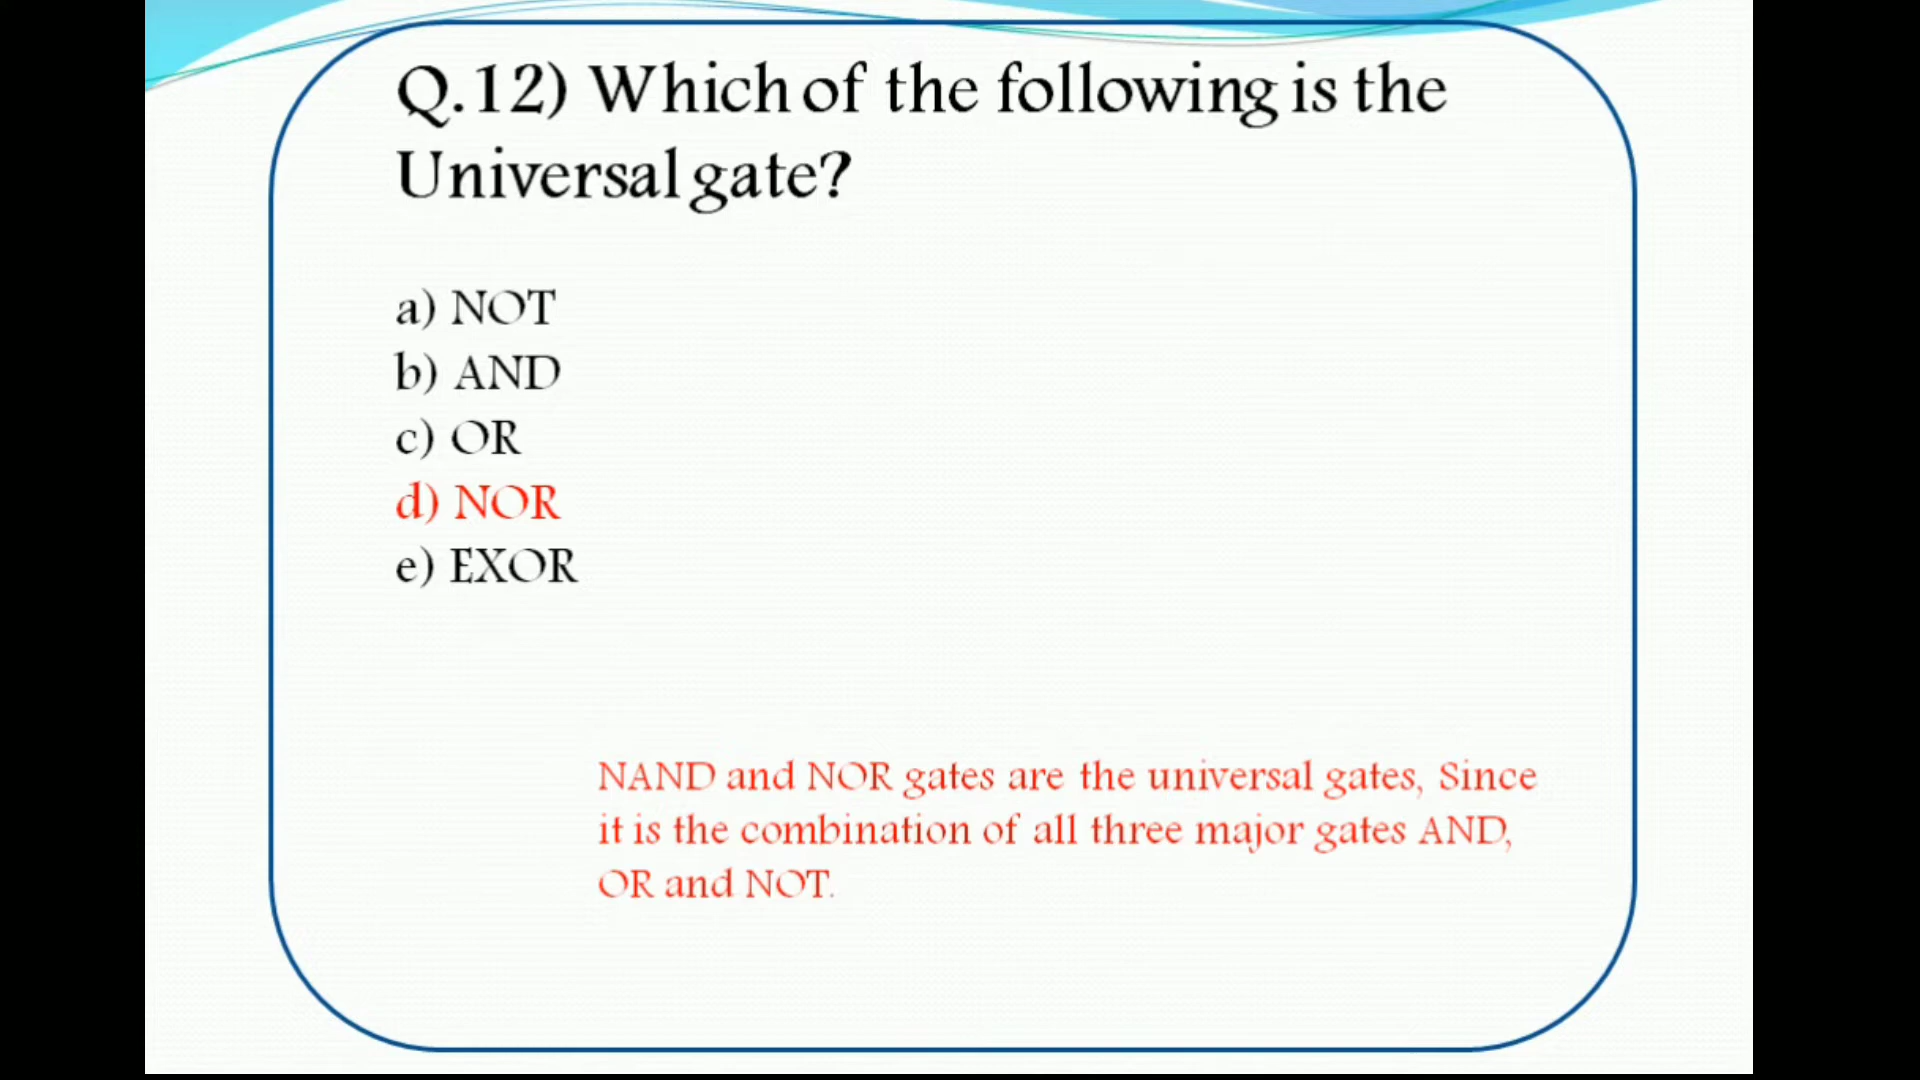 Q.12) Which of the following is the
Universal gate?
a) NOT
b) AND
c) OR
d) NOR
e) EXOR
NAND and NOR gates are the universal gates, Since
it is the combination of all three major gates AND,
OR and NOT.